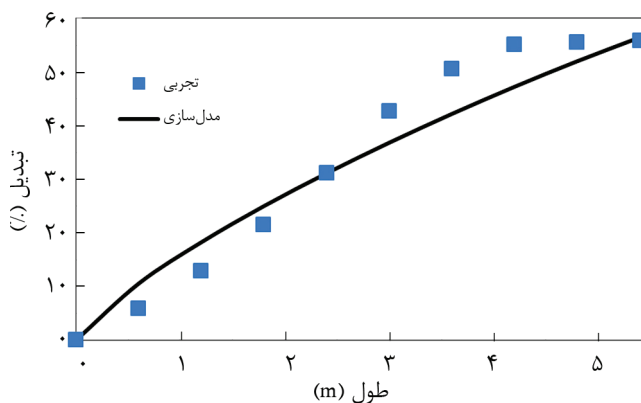 ۶۰
۵۰
۴۰
۳۰
۲۰
۱۰
۰
تبدیل (٪)
تجربی
مدل‌سازی
۰ ۱ ۲ ۳ ۴ ۵
طول (m)